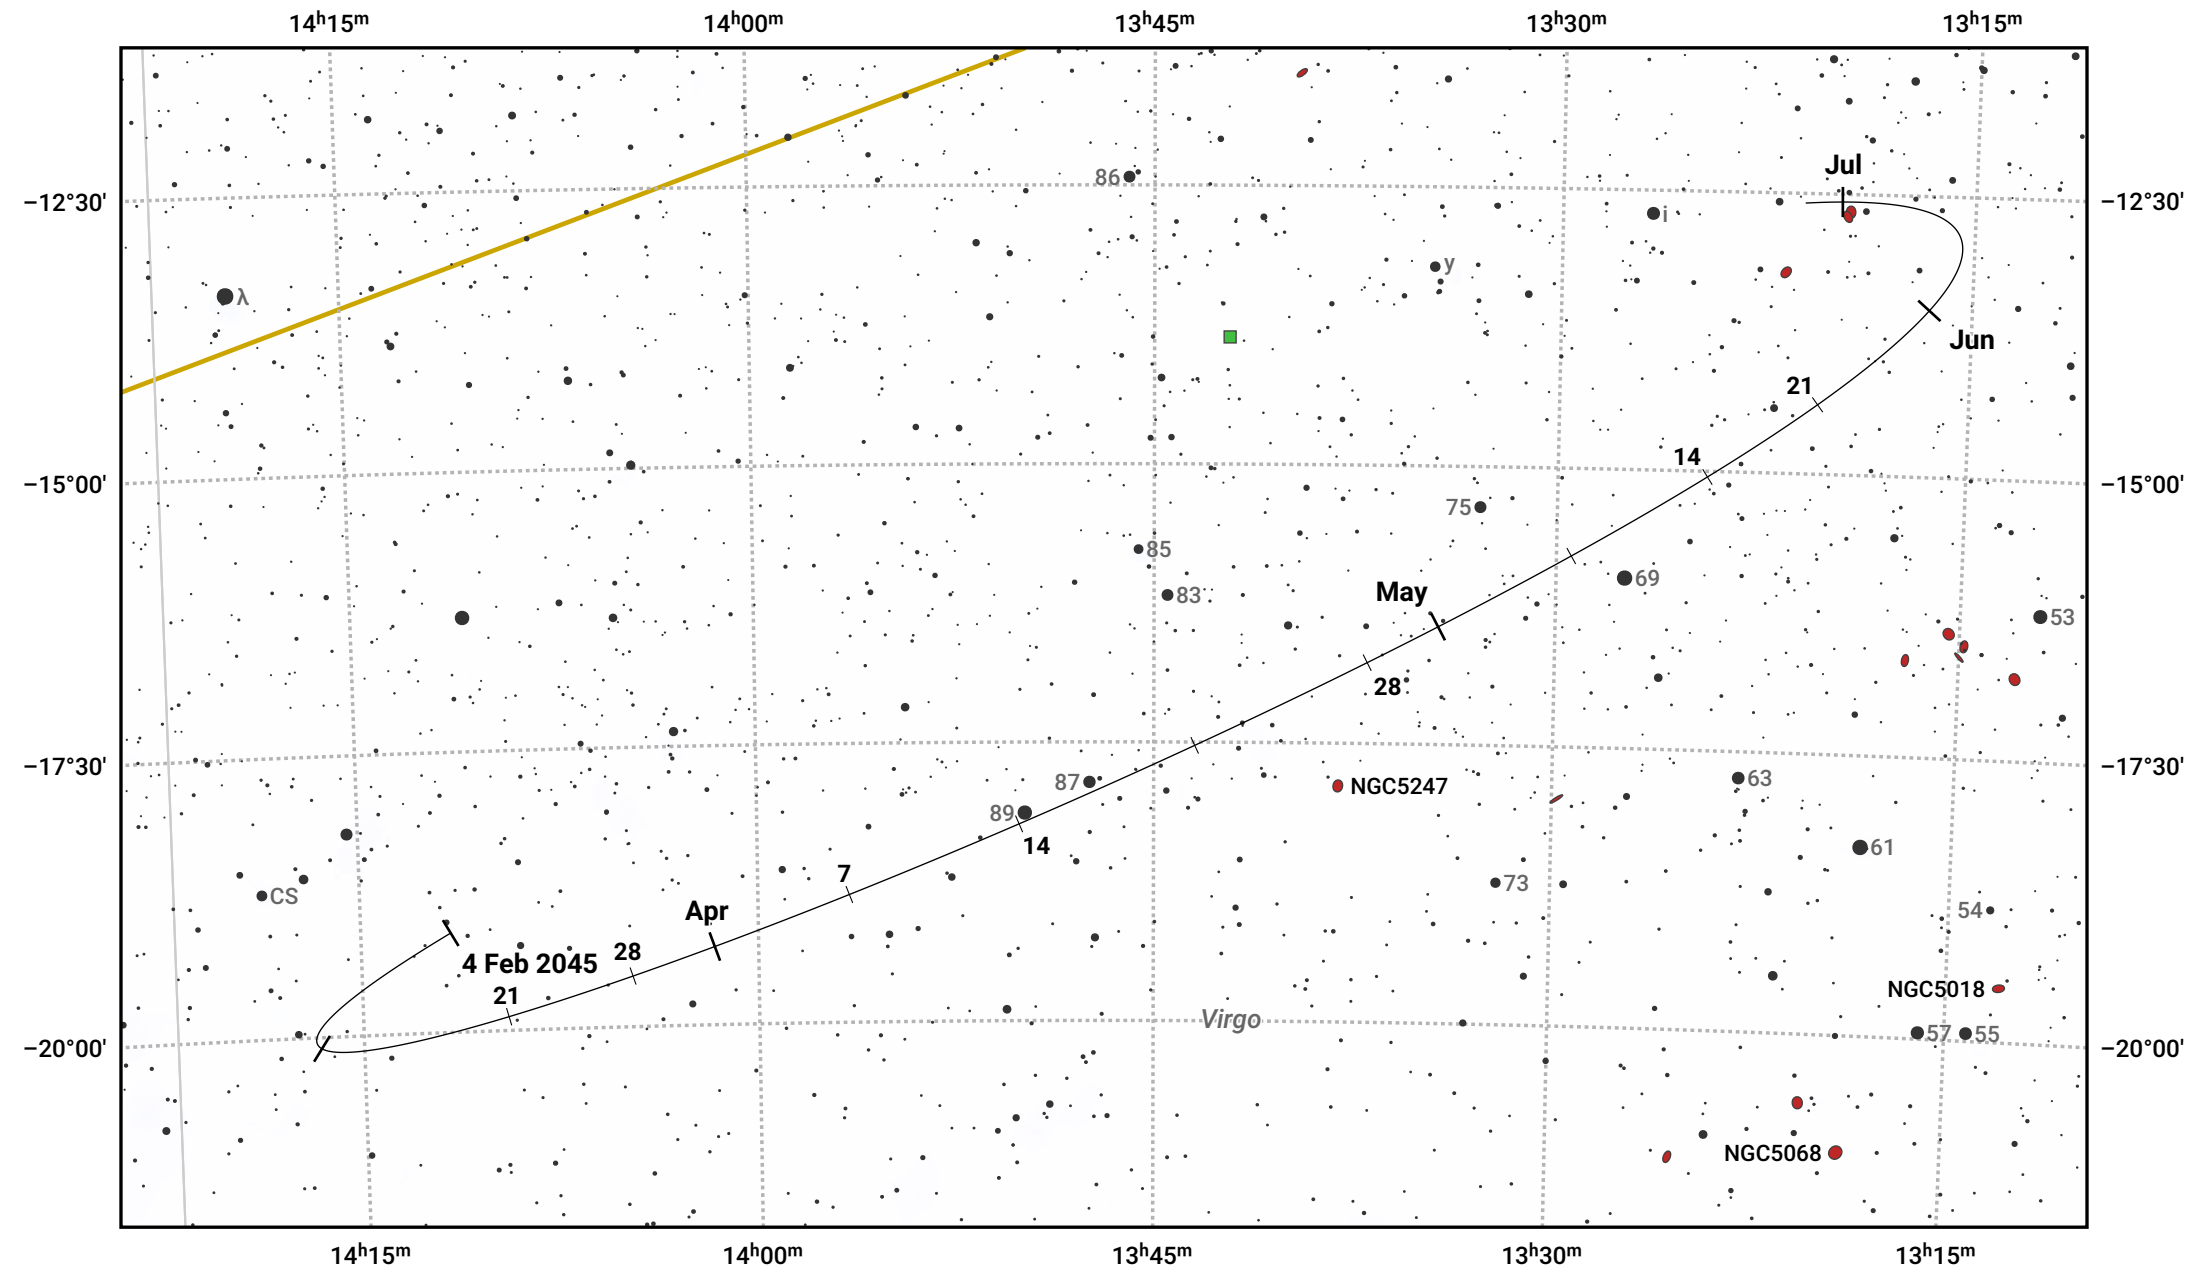 14ʰ15ᵐ 14ʰ00ᵐ 13ʰ45ᵐ 13ʰ30ᵐ 13ʰ15ᵐ
Jul
86
−12°30' i −12°30'
y
λ
Jun
21
14
−15°00' −15°00'
75
85
69
May
83
53
28
−17°30' −17°30'
87 NGC5247 63
89
14 61
7 73
CS
Apr 54
28
4 Feb 2045
21 NGC5018
Virgo
57 55
−20°00' −20°00'
NGC5068
14ʰ15ᵐ 14ʰ00ᵐ 13ʰ45ᵐ 13ʰ30ᵐ 13ʰ15ᵐ